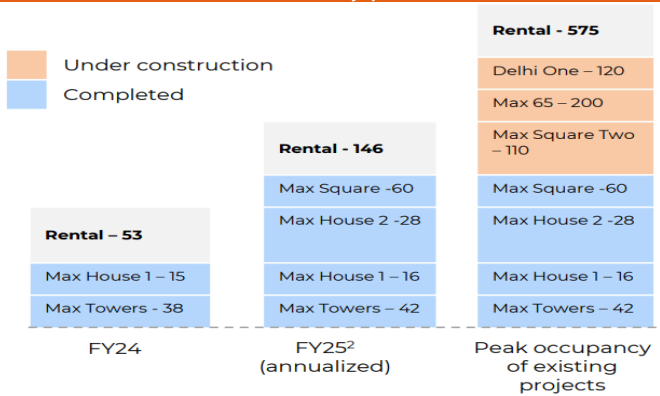 Rental - 575
Under construction
Completed
Delhi One – 120
Max 65 – 200
Max Square Two
– 110
Rental - 146
Max Square -60
Max Square -60
Rental – 53
Max House 2 -28
Max House 2 -28
Max House 1 – 15
Max House 1 – 16
Max House 1 – 16
Max Towers - 38
Max Towers – 42
Max Towers – 42
FY24
FY25²
(annualized)
Peak occupancy
of existing
projects